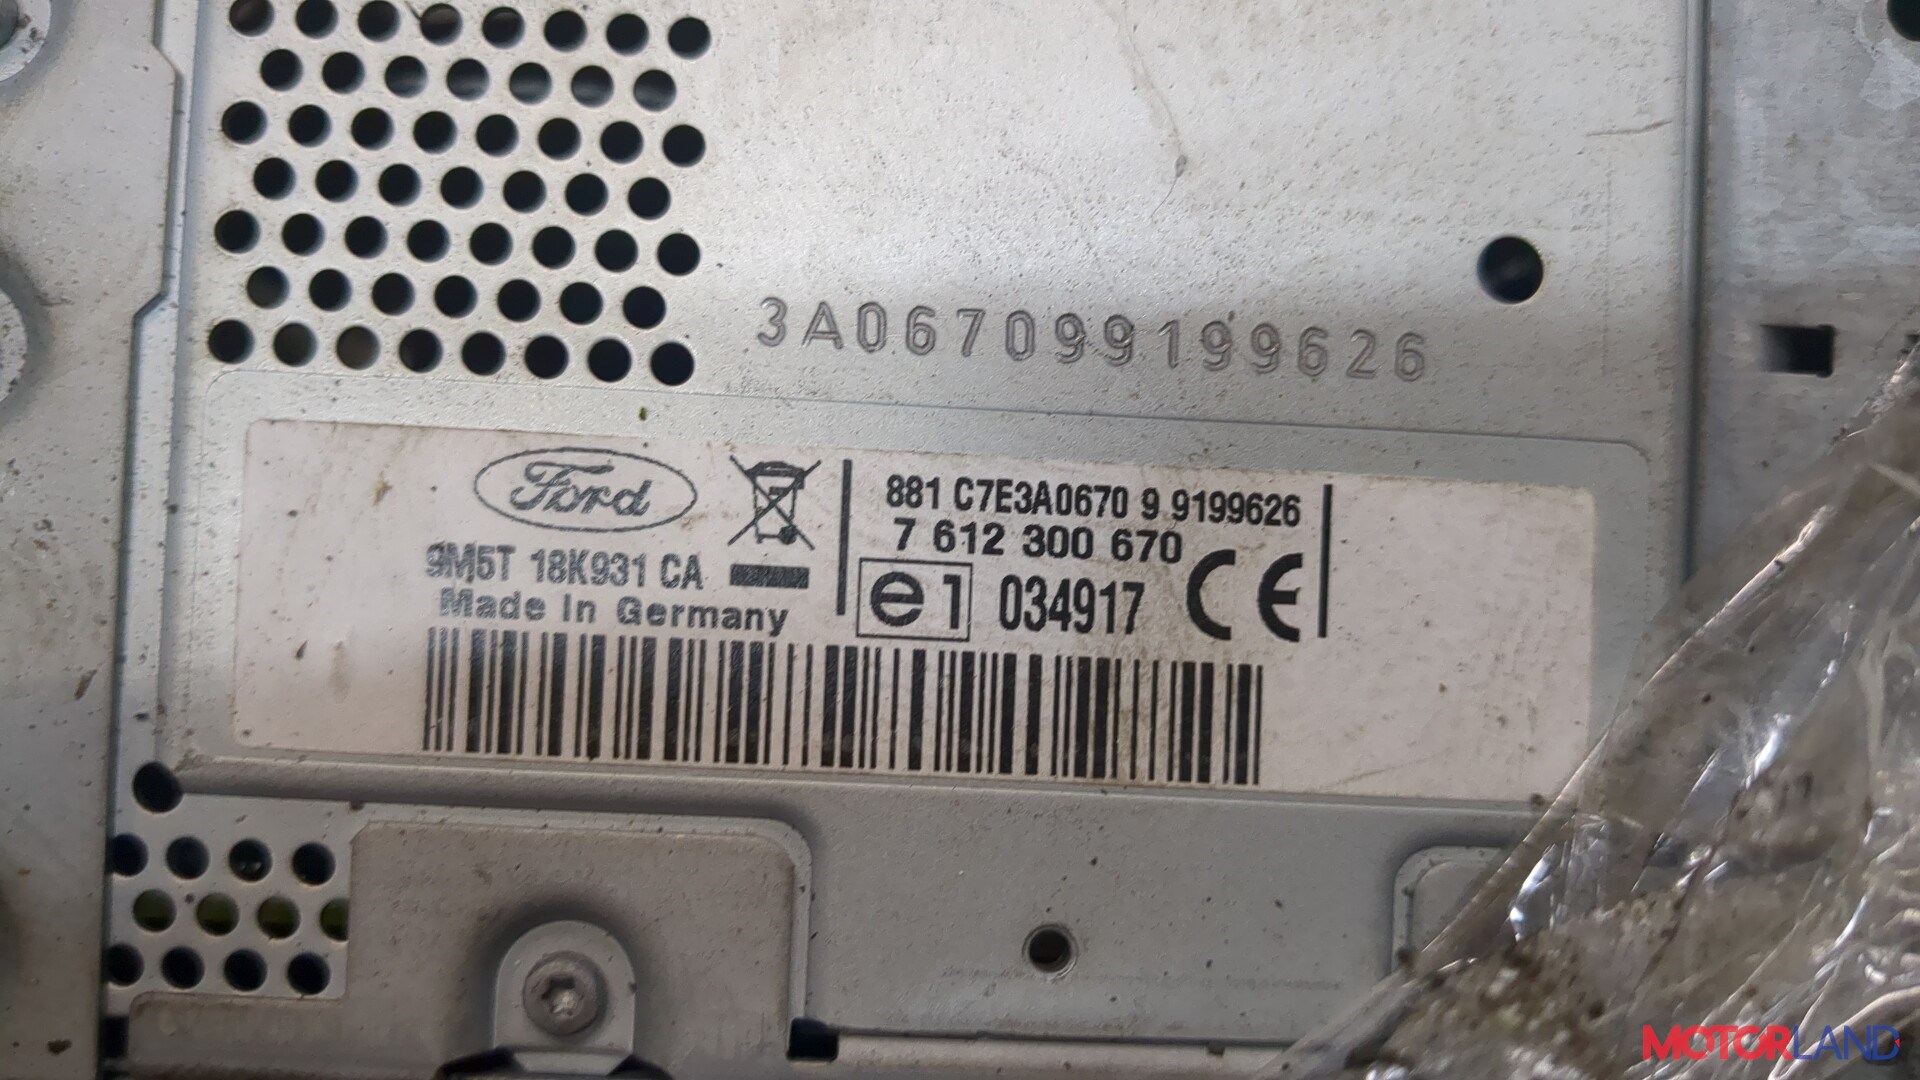 3A067099199626
Ford
881 C7E3A0670 9 9199626
7 612 300 670
9M5T 18K931 CA
e1 034917 CE
Made In Germany
MOTORLAND